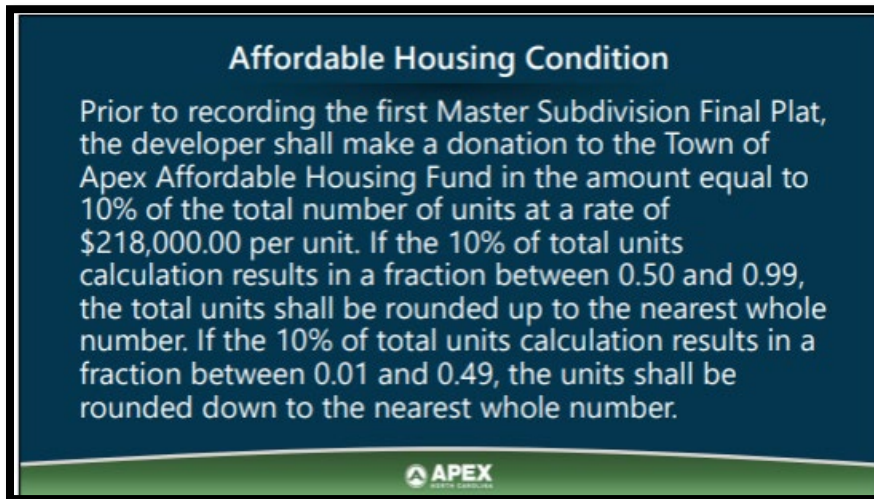 Affordable Housing Condition
Prior to recording the first Master Subdivision Final Plat,
the developer shall make a donation to the Town of
Apex Affordable Housing Fund in the amount equal to
10% of the total number of units at a rate of
$218,000.00 per unit. If the 10% of total units
calculation results in a fraction between 0.50 and 0.99,
the total units shall be rounded up to the nearest whole
number. If the 10% of total units calculation results in a
fraction between 0.01 and 0.49, the units shall be
rounded down to the nearest whole number.
APEX
NORTH CAROLINA